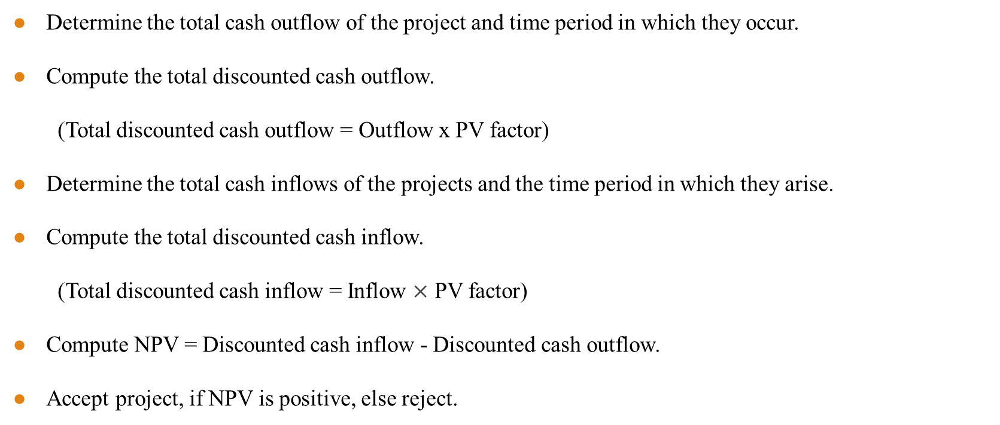 ● Determine the total cash outflow of the project and time period in which they occur.
● Compute the total discounted cash outflow.
(Total discounted cash outflow = Outflow x PV factor)
● Determine the total cash inflows of the projects and the time period in which they arise.
● Compute the total discounted cash inflow.
(Total discounted cash inflow = Inflow × PV factor)
● Compute NPV = Discounted cash inflow - Discounted cash outflow.
● Accept project, if NPV is positive, else reject.